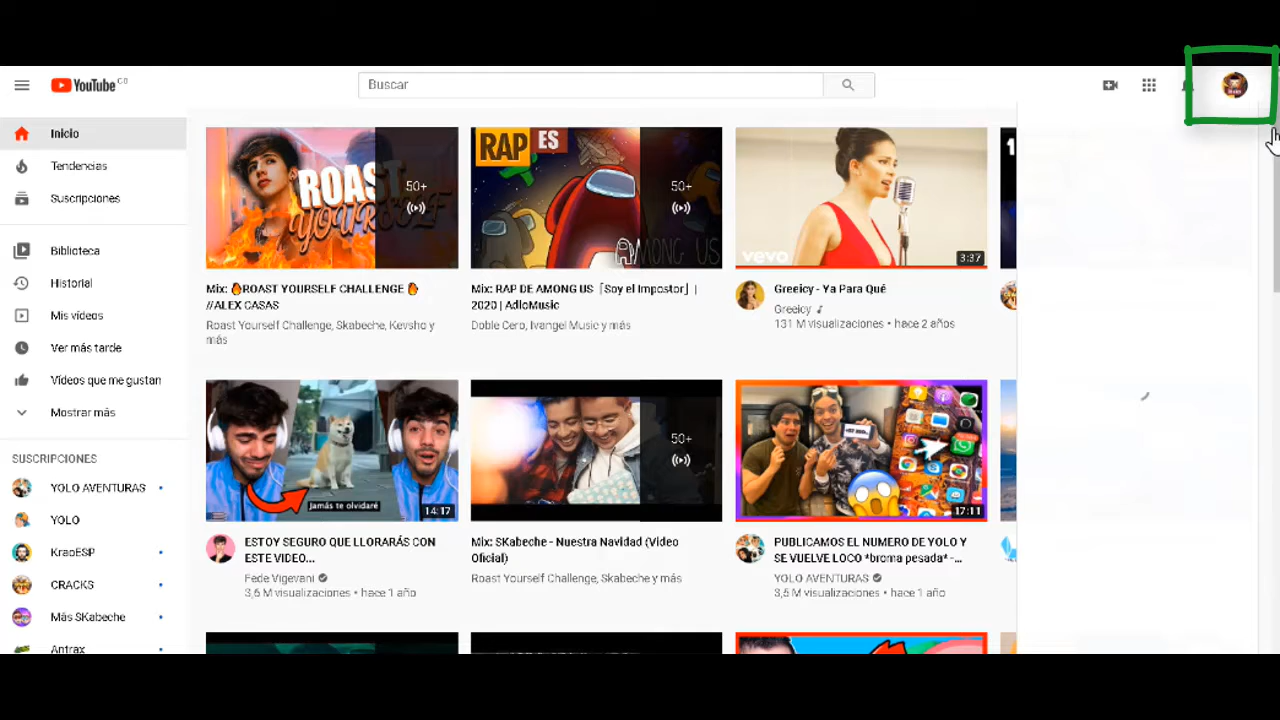 YouTube CO
Buscar
Inicio
Tendencias
Suscripciones
Biblioteca
Historial
Mis vídeos
Ver más tarde
Vídeos que me gustan
Mostrar más
SUSCRIPCIONES
YOLO AVENTURAS
YOLO
KraoESP
CRACKS
Más SKabeche
Antrax
ROAST
YOURSELF
50+
Mix: 🔥ROAST YOURSELF CHALLENGE 🔥
//ALEX CASAS
Roast Yourself Challenge, Skabeche, Kevsho y
más
RAP ES
50+
AMONG US
Mix: RAP DE AMONG US「Soy el Impostor」|
2020 | AdloMusic
Doble Cero, Ivangel Music y más
vevo
3:37
Greeicy - Ya Para Qué
Greeicy
131 M visualizaciones • hace 2 años
Jamás te olvidaré
14:17
ESTOY SEGURO QUE LLORARÁS CON
ESTE VIDEO...
Fede Vigevani
3,6 M visualizaciones • hace 1 año
50+
Mix: SKabeche - Nuestra Navidad (Video
Oficial)
Roast Yourself Challenge, Skabeche y más
17:11
PUBLICAMOS EL NUMERO DE YOLO Y
SE VUELVE LOCO *broma pesada* -...
YOLO AVENTURAS
3,5 M visualizaciones • hace 1 año